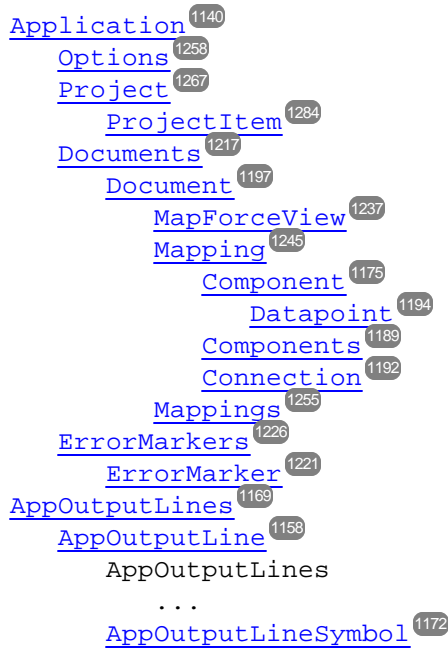 Application 1140
Options 1258
Project 1267
ProjectItem 1284
Documents 1217
Document 1197
MapForceView 1237
Mapping 1245
Component 1175
Datapoint 1194
Components 1189
Connection 1192
Mappings 1255
ErrorMarkers 1226
ErrorMarker 1221
AppOutputLines 1169
AppOutputLine 1158
AppOutputLines
...
AppOutputLineSymbol 1172